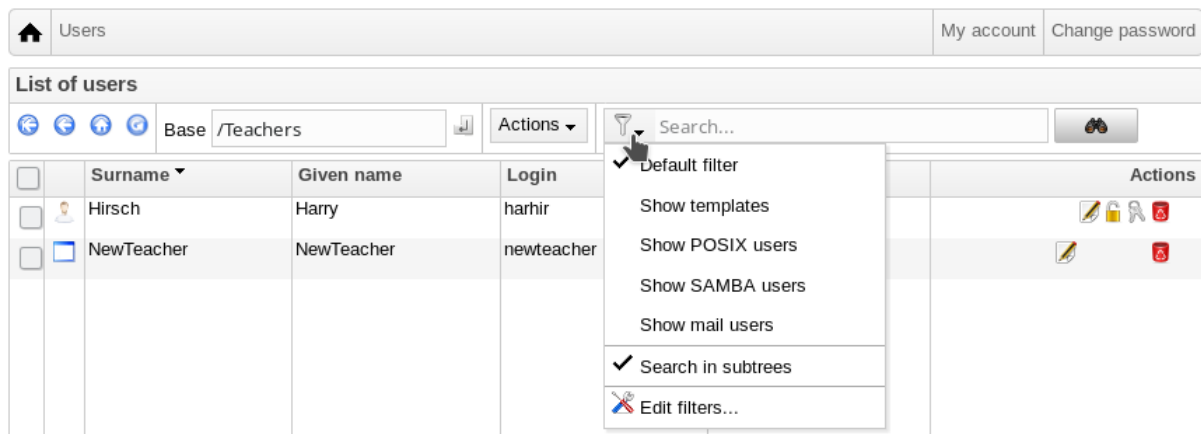 Users My account Change password
List of users
Base /Teachers Actions Search...
Surname Given name Login Actions
Hirsch Harry harhir
NewTeacher NewTeacher newteacher
Default filter
Show templates
Show POSIX users
Show SAMBA users
Show mail users
Search in subtrees
Edit filters...